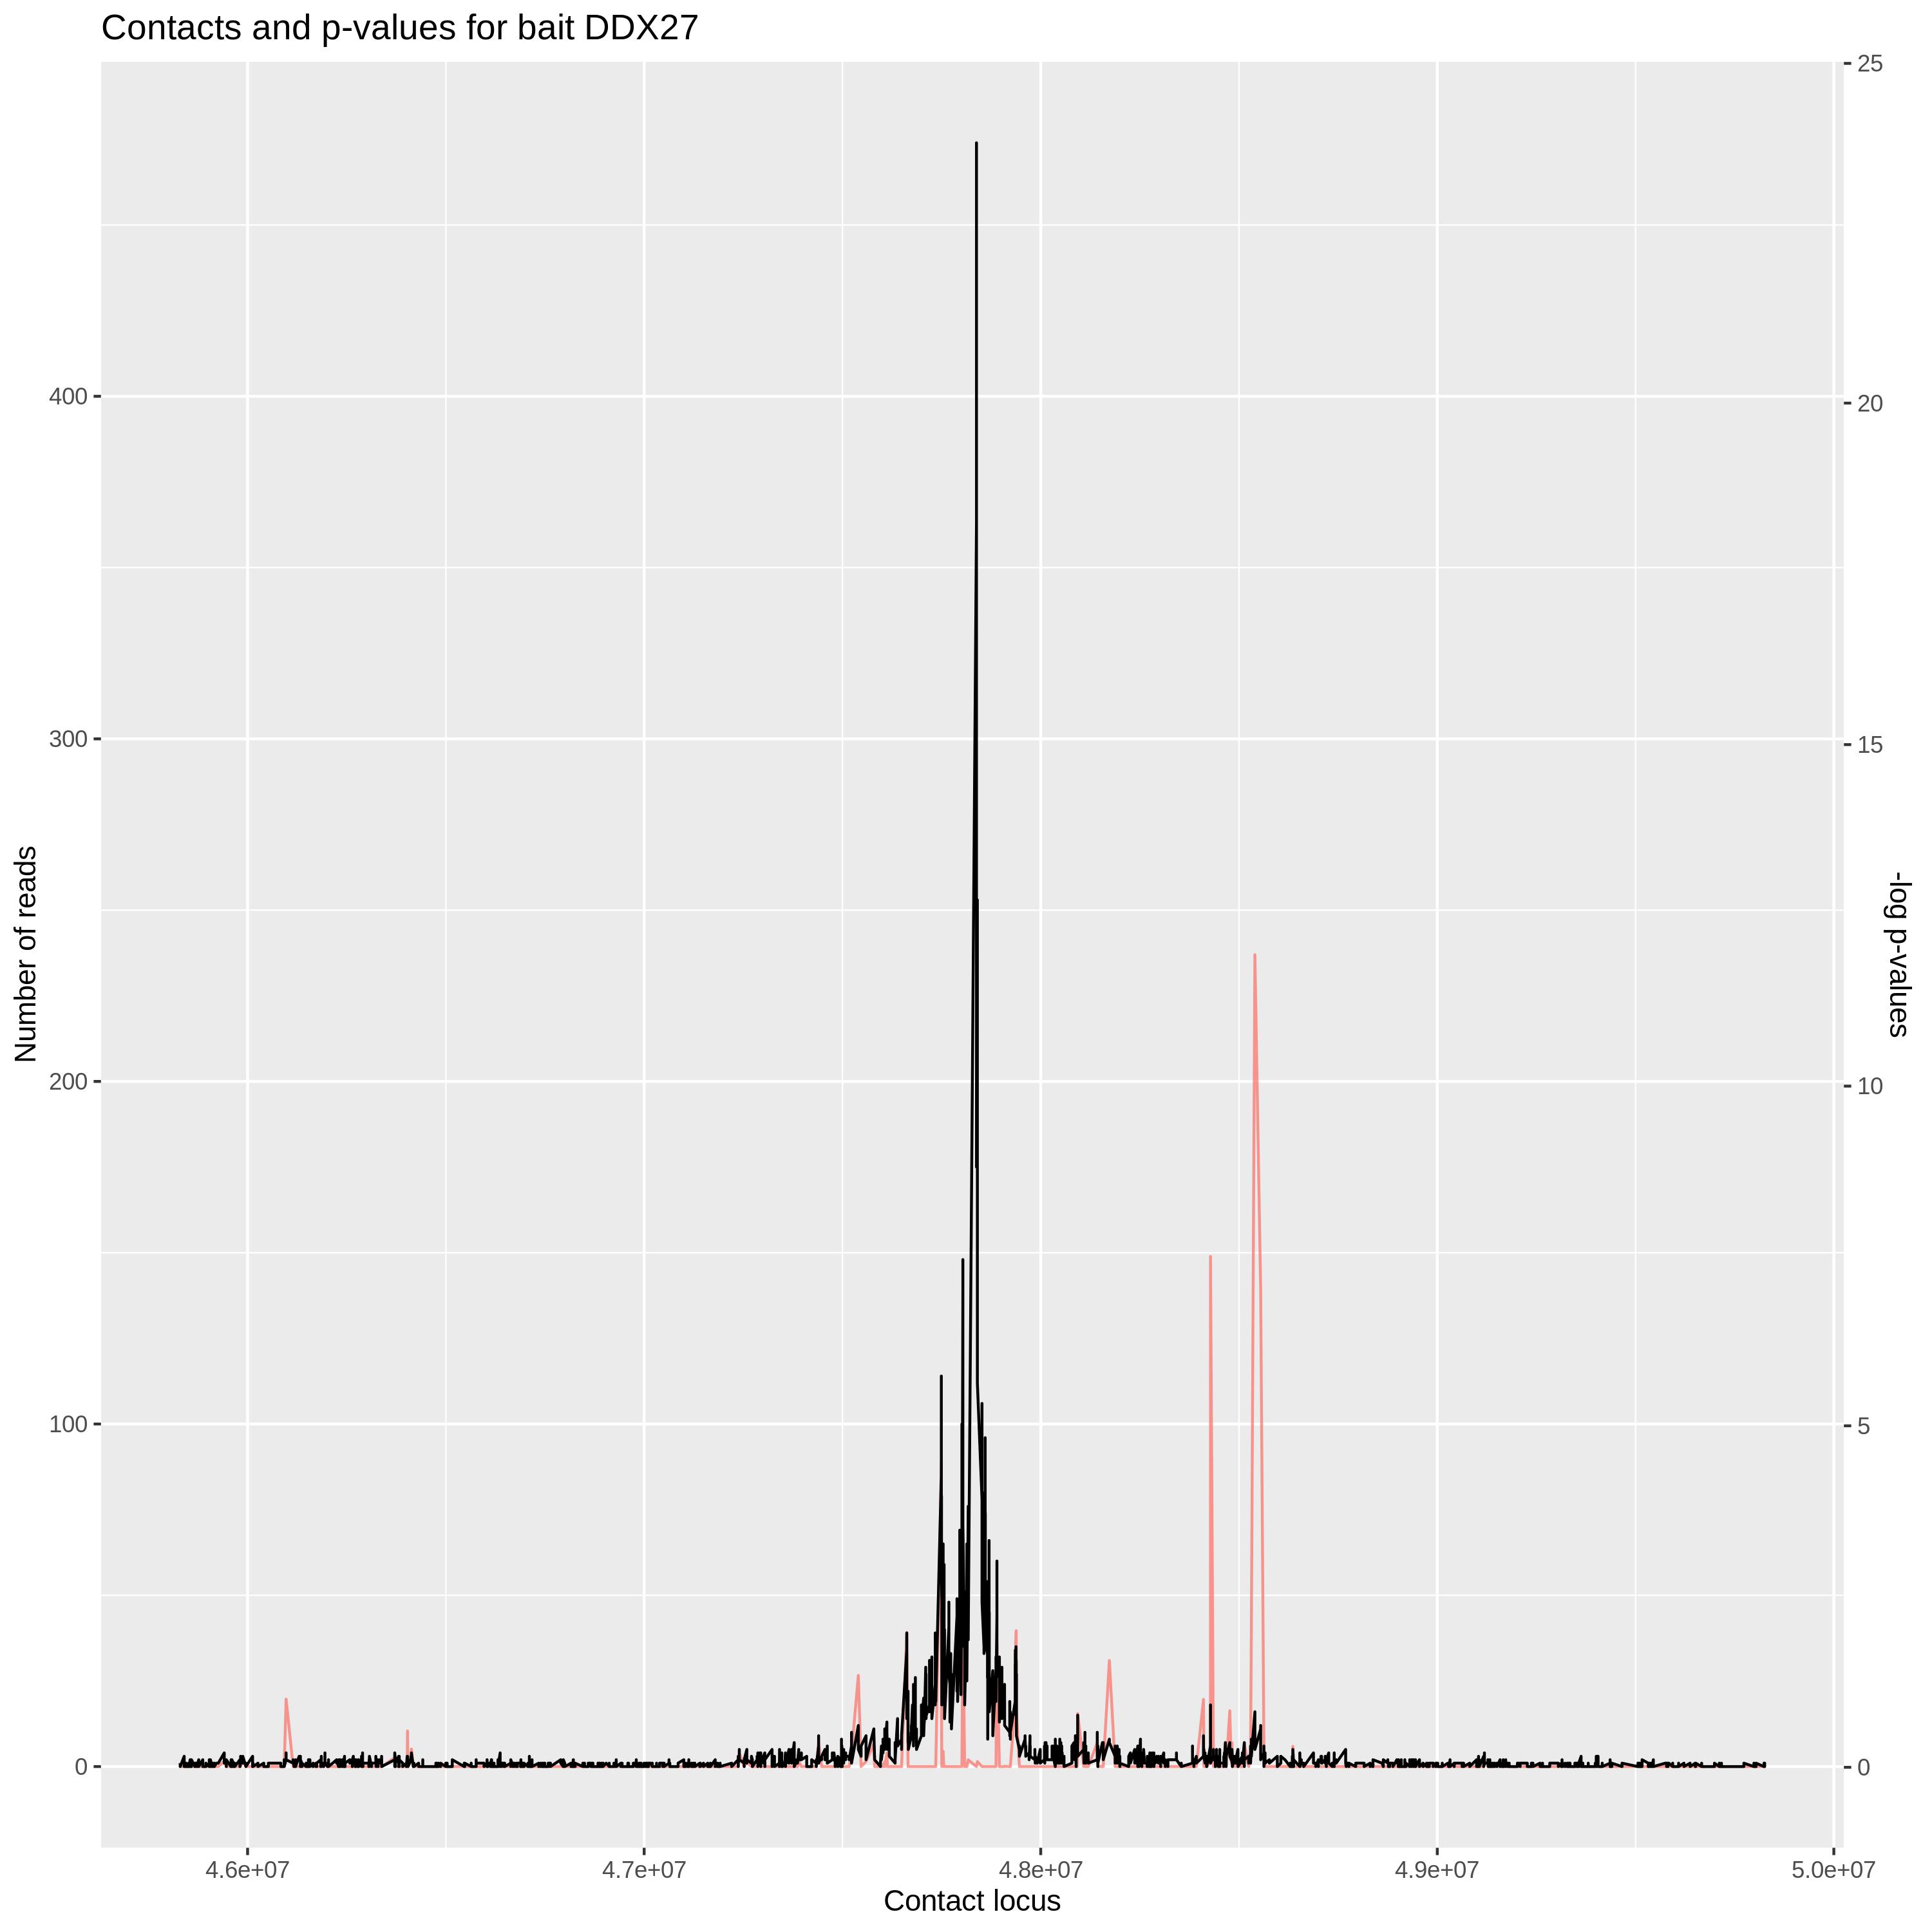 Contacts and p-values for bait DDX27
25
20
15
10
5
0
400
300
200
100
0
Number of reads
-log p-values
4.6e+07
4.7e+07
4.8e+07
4.9e+07
5.0e+07
Contact locus